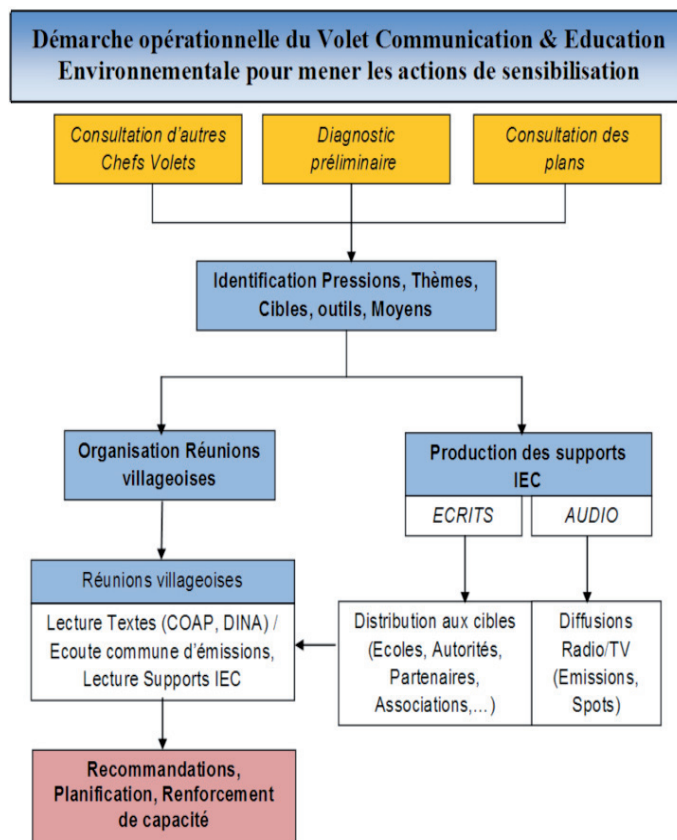 Démarche opérationnelle du Volet Communication & Education
Environnementale pour mener les actions de sensibilisation
Consultation d'autres
Chefs Volets
Diagnostic
préliminaire
Consultation des
plans
Identification Pressions, Thèmes,
Cibles, outils, Moyens
Organisation Réunions
villageoises
Production des supports
IEC
ECRITS
AUDIO
Réunions villageoises
Lecture Textes (COAP, DINA) /
Ecoute commune d'émissions,
Lecture Supports IEC
Distribution aux cibles
(Ecoles, Autorités,
Partenaires,
Associations,...)
Diffusions
Radio/TV
(Emissions,
Spots)
Recommandations,
Planification, Renforcement
de capacité